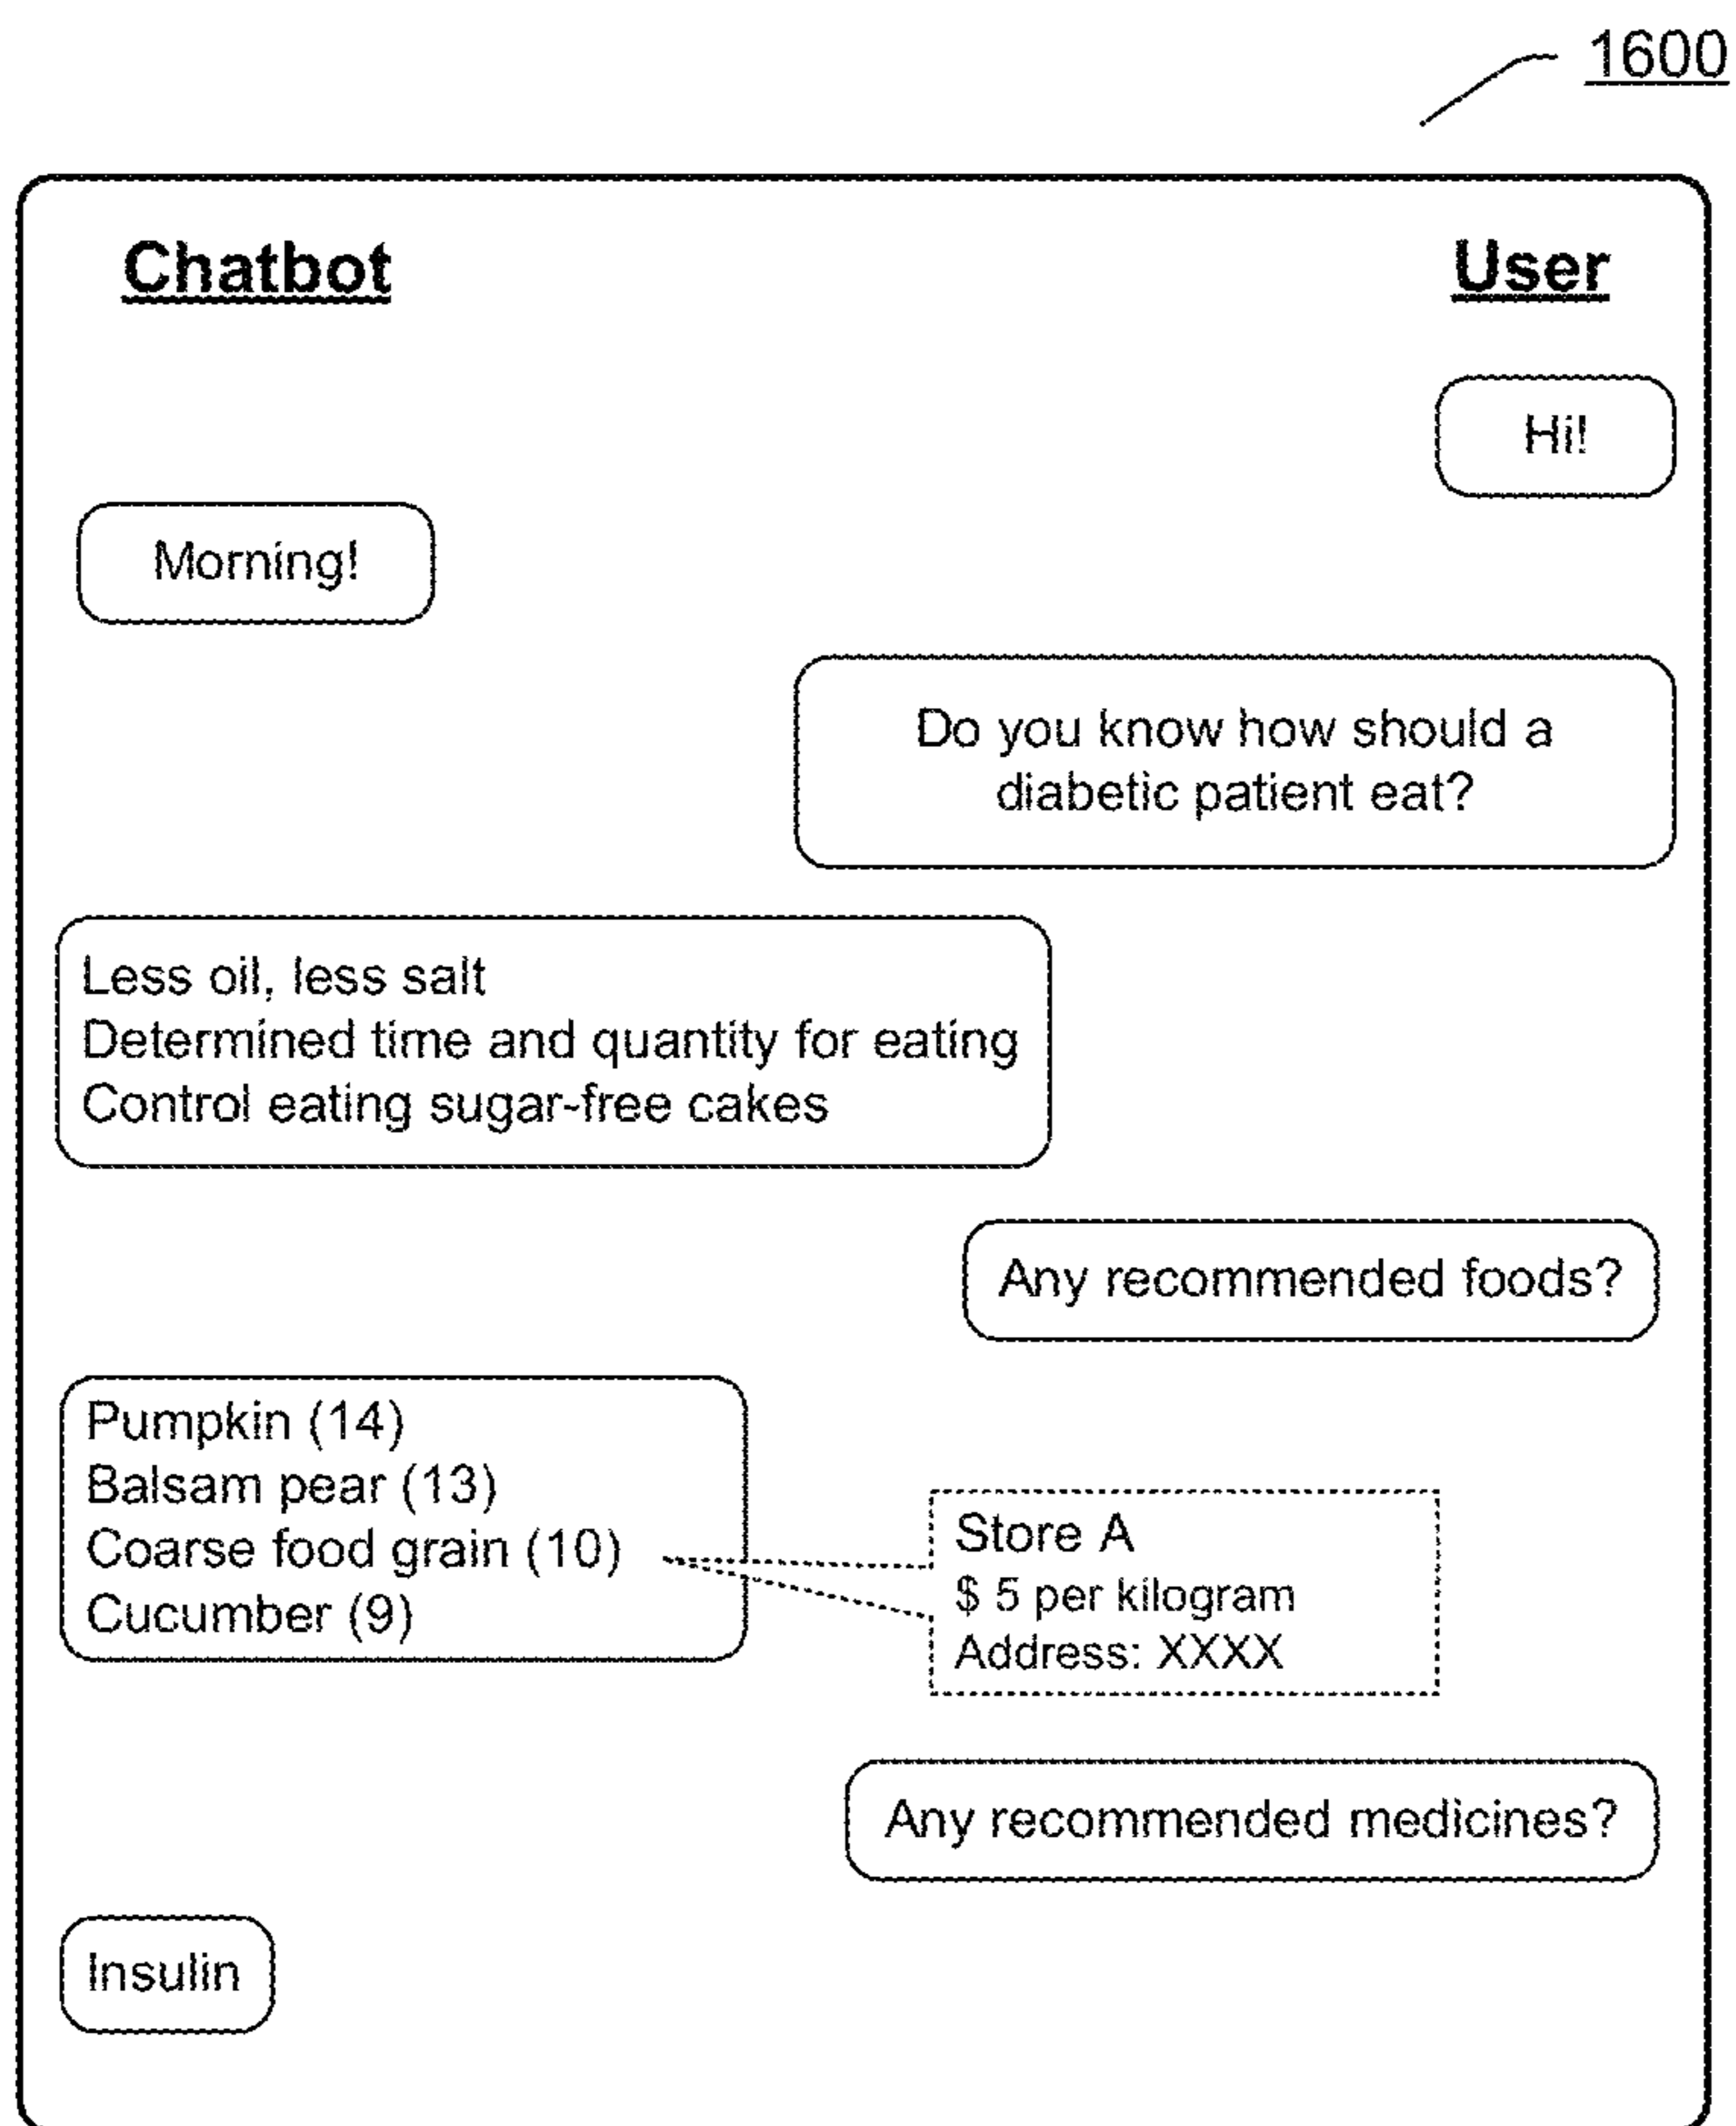 1600
Chatbot
User
Hi!
Morning!
Do you know how should a
diabetic patient eat?
Less oil, less salt
Determined time and quantity for eating
Control eating sugar-free cakes
Any recommended foods?
Pumpkin (14)
Balsam pear (13)
Coarse food grain (10)
Cucumber (9)
Store A
$ 5 per kilogram
Address: XXXX
Any recommended medicines?
Insulin